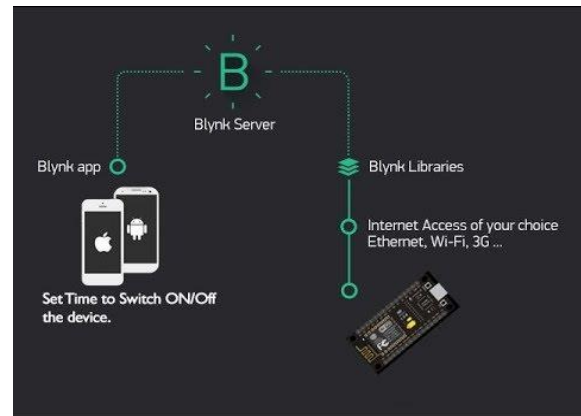 B
Blynk Server
Blynk app
Blynk Libraries
Internet Access of your choice
Ethernet, Wi-Fi, 3G ...
Set Time to Switch ON/Off
the device.